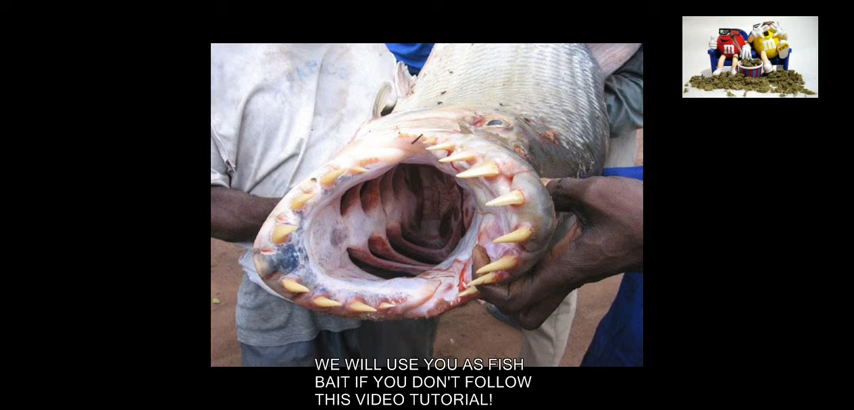 WE WILL USE YOU AS FISH
BAIT IF YOU DON'T FOLLOW
THIS VIDEO TUTORIAL!
m
m